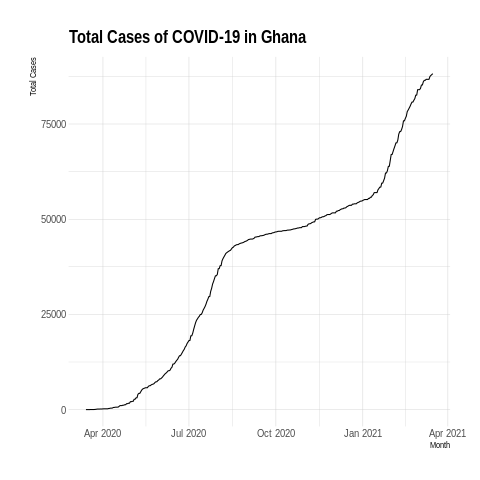 Total Cases of COVID-19 in Ghana
Total Cases
75000
50000
25000
0
Apr 2020 Jul 2020 Oct 2020 Jan 2021 Apr 2021
Month